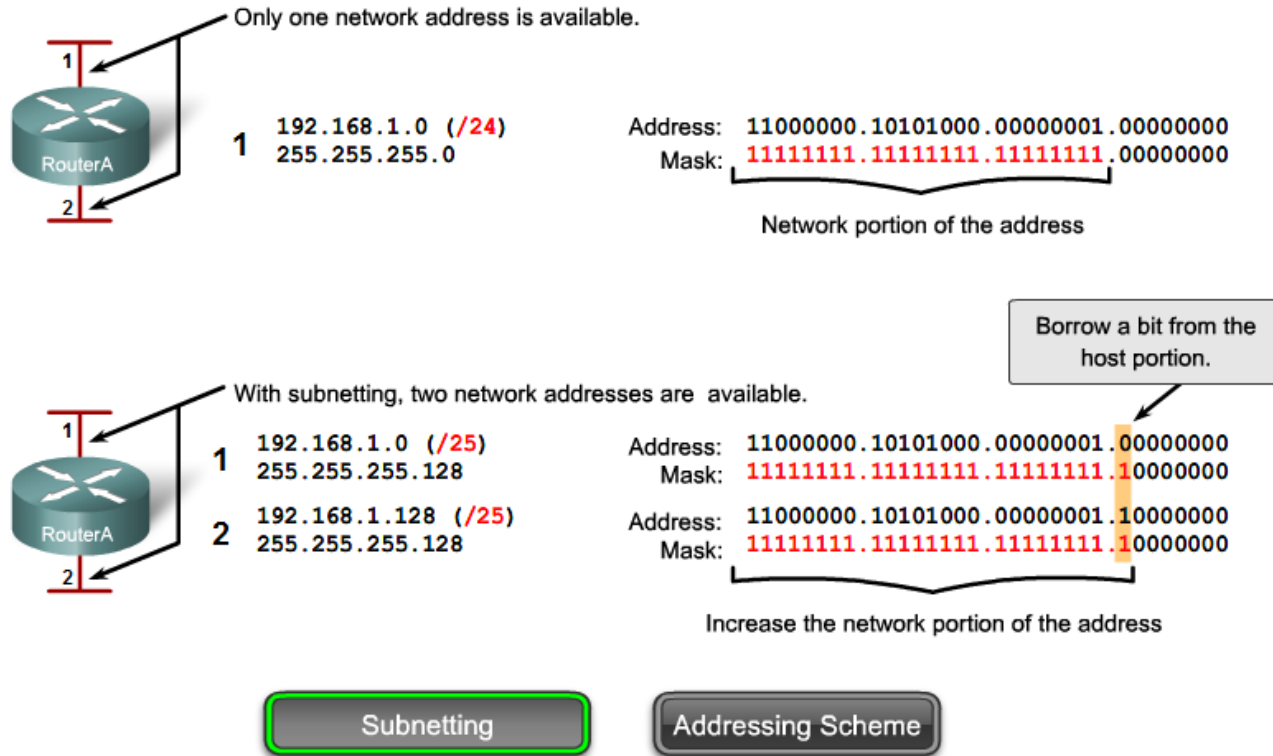 Only one network address is available.
1
RouterA
2
1 192.168.1.0 (/24)
255.255.255.0
Address: 11000000.10101000.00000001.00000000
Mask: 11111111.11111111.11111111.00000000
Network portion of the address
Borrow a bit from the
host portion.
With subnetting, two network addresses are available.
1
RouterA
2
1 192.168.1.0 (/25)
255.255.255.128
Address: 11000000.10101000.00000001.00000000
Mask: 11111111.11111111.11111111.10000000
2 192.168.1.128 (/25)
255.255.255.128
Address: 11000000.10101000.00000001.10000000
Mask: 11111111.11111111.11111111.10000000
Increase the network portion of the address
Subnetting
Addressing Scheme